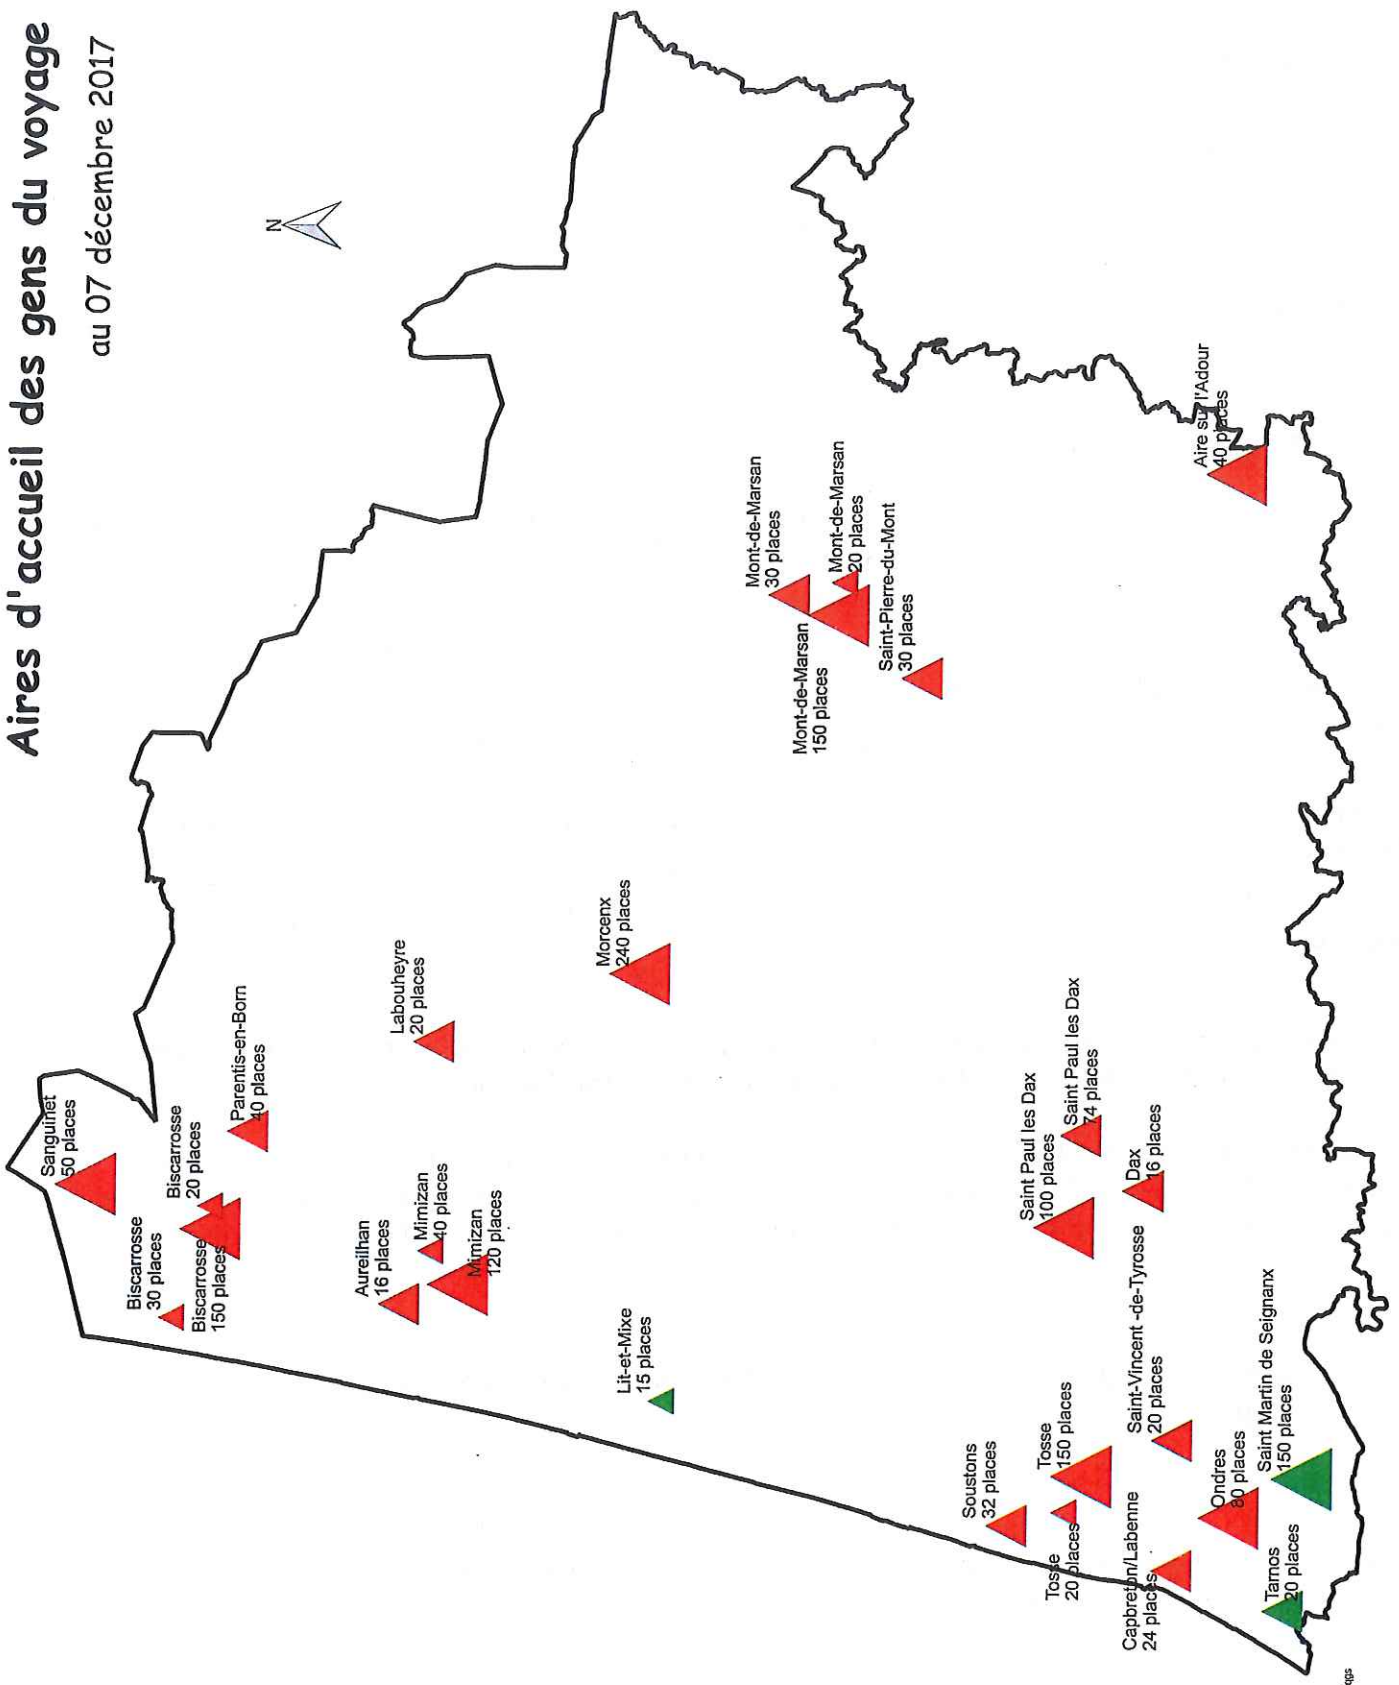 Aires d'accueil des gens du voyage
au 07 décembre 2017
N
Sanguinet
50 places
Biscarrosse
20 places
Biscarrosse
30 places
Biscarrosse
150 places
Parentis-en-Born
40 places
Labouheyre
20 places
Aureilhan
16 places
Mimizan
40 places
Mimizan
120 places
Morcenx
240 places
Lit-et-Mixe
15 places
Mont-de-Marsan
30 places
Mont-de-Marsan
20 places
Mont-de-Marsan
150 places
Saint-Pierre-du-Mont
30 places
Aire sur l'Adour
40 places
Saint Paul les Dax
100 places
Saint Paul les Dax
74 places
Dax
16 places
Soustons
32 places
Tosse
150 places
Tosse
20 places
Saint-Vincent -de-Tyrosse
20 places
Capbreton/Labenne
24 places
Ondres
80 places
Saint Martin de Seignanx
150 places
Tarnos
20 places
qgs